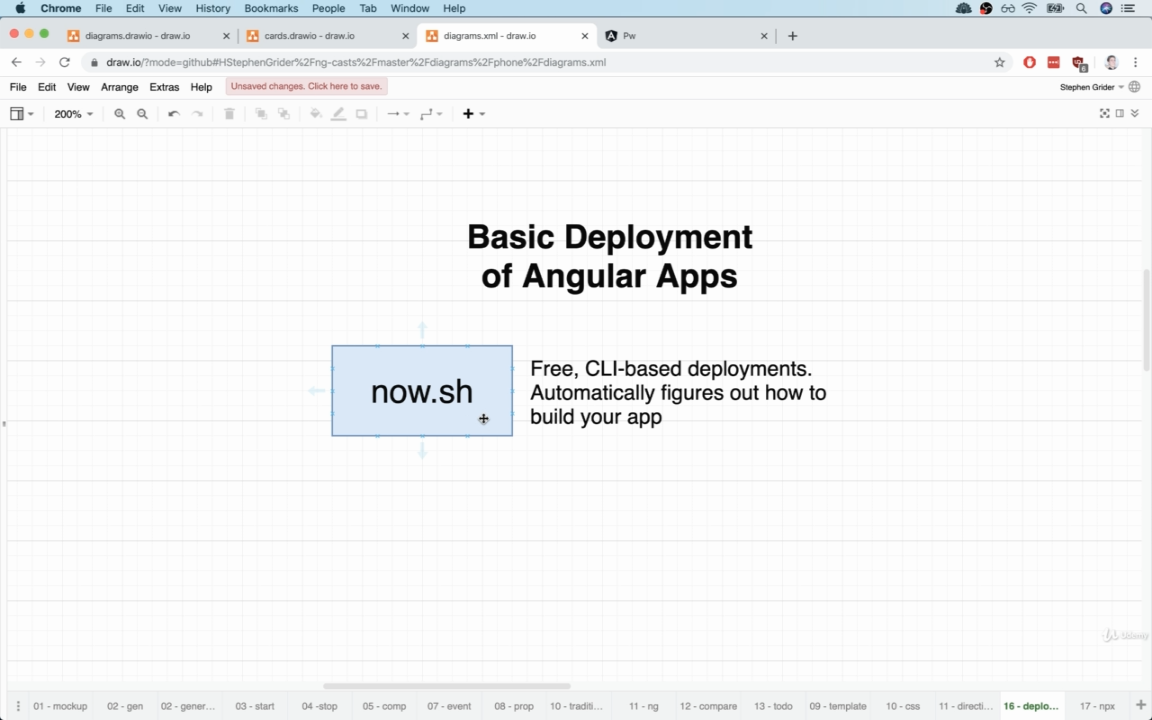 Chrome File Edit View History Bookmarks People Tab Window Help
diagrams.drawio - draw.io
cards.drawio - draw.io
diagrams.xml - draw.io
Pw
draw.io/?mode=github#HStephenGrider%2Fng-casts%2Fmaster%2Fdiagrams%2Fphone%2Fdiagrams.xml
6
File Edit View Arrange Extras Help Unsaved changes. Click here to save.
Stephen Grider
200%
Basic Deployment
of Angular Apps
now.sh
Free, CLI-based deployments.
Automatically figures out how to
build your app
Udemy
01 - mockup 02 - gen 02 - gener... 03 - start 04 -stop 05 - comp 07 - event 08 - prop 10 - traditi... 11 - ng 12 - compare 13 - todo 09 - template 10 - css 11 - directi... 16 - deplo... 17 - npx